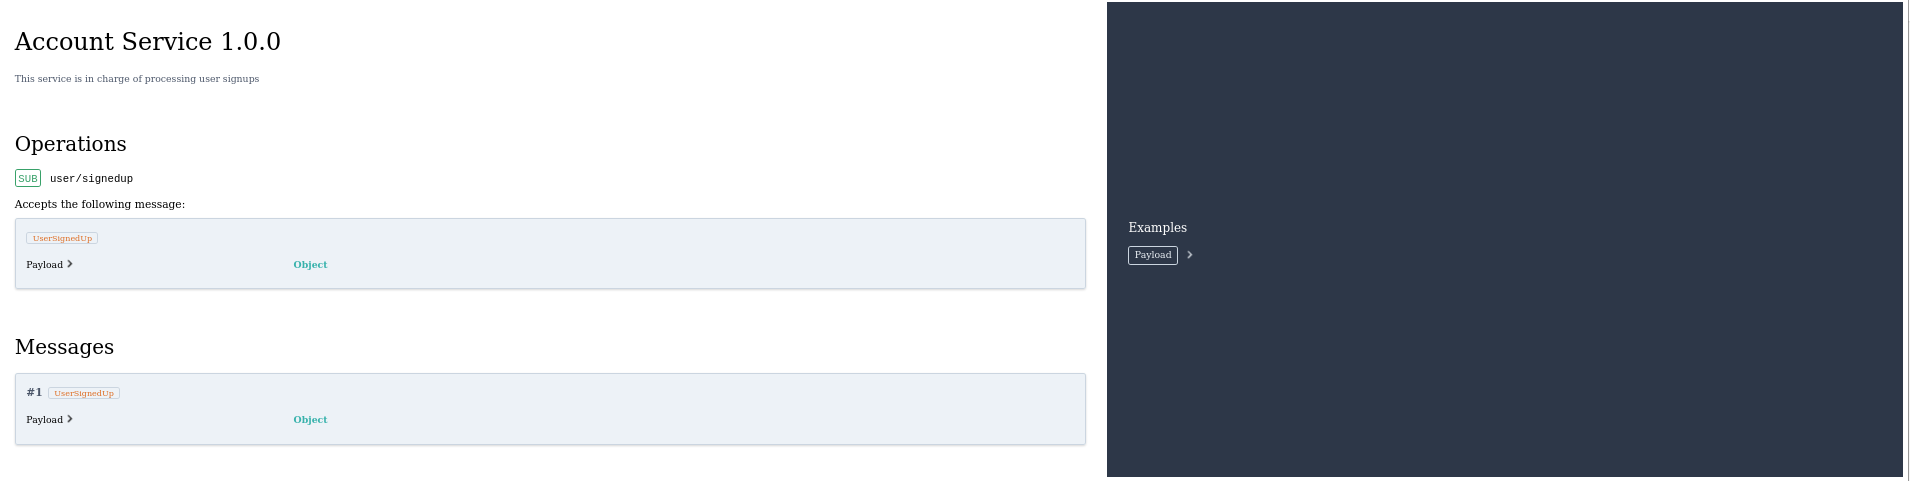 Account Service 1.0.0
This service is in charge of processing user signups
Operations
SUB user/signedup
Accepts the following message:
UserSignedUp
Payload Object
Messages
#1 UserSignedUp
Payload Object
Examples
Payload